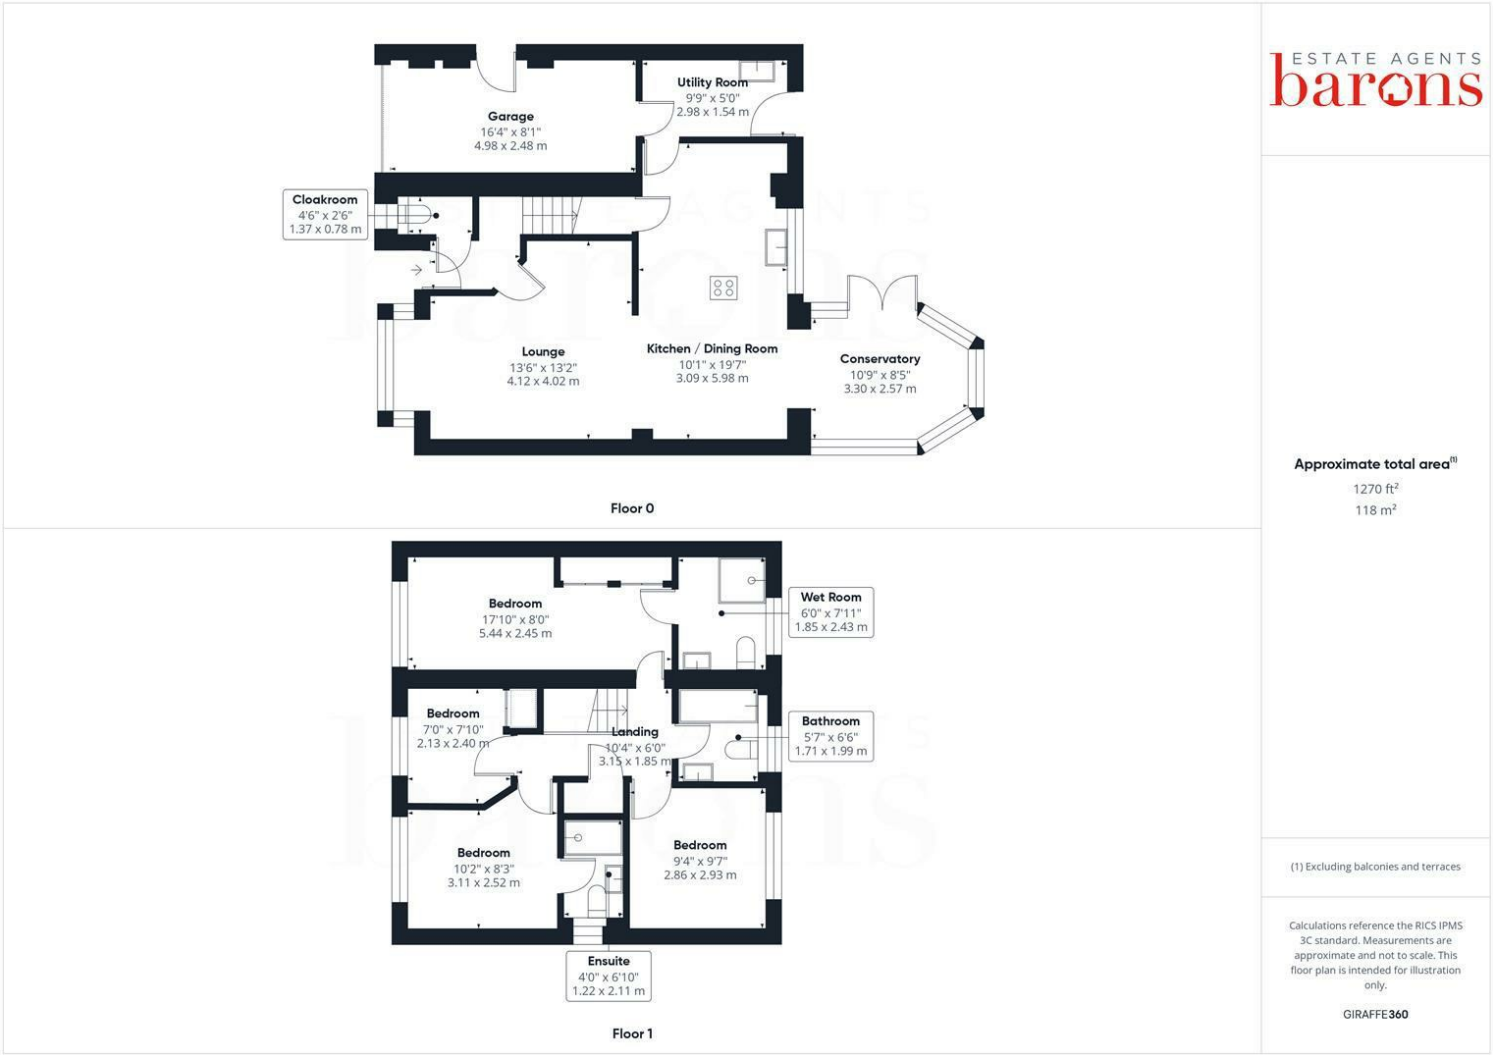 Garage
16'4" x 8'1"
4.98 x 2.48 m
Utility Room
9'9" x 5'0"
2.98 x 1.54 m
Cloakroom
4'6" x 2'6"
1.37 x 0.78 m
Lounge
13'6" x 13'2"
4.12 x 4.02 m
Kitchen / Dining Room
10'1" x 19'7"
3.09 x 5.98 m
Conservatory
10'9" x 8'5"
3.30 x 2.57 m
Floor 0
Bedroom
17'10" x 8'0"
5.44 x 2.45 m
Wet Room
6'0" x 7'11"
1.85 x 2.43 m
Bedroom
7'0" x 7'10"
2.13 x 2.40 m
Landing
10'4" x 6'0"
3.15 x 1.85 m
Bathroom
5'7" x 6'6"
1.71 x 1.99 m
Bedroom
10'2" x 8'3"
3.11 x 2.52 m
Bedroom
9'4" x 9'7"
2.86 x 2.93 m
Ensuite
4'0" x 6'10"
1.22 x 2.11 m
Floor 1
ESTATE AGENTS
barons
ESTATE AGENTS
barons
Approximate total area(1)
1270 ft²
118 m²
(1) Excluding balconies and terraces
Calculations reference the RICS IPMS
3C standard. Measurements are
approximate and not to scale. This
floor plan is intended for illustration
only.
GIRAFFE360